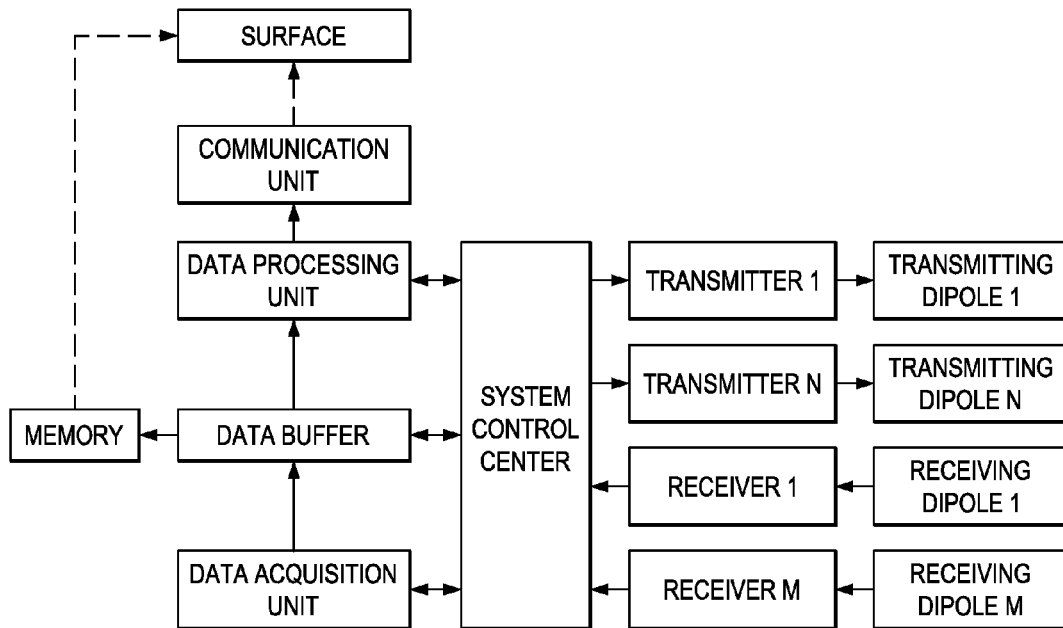 SURFACE
COMMUNICATION
UNIT
DATA PROCESSING
UNIT
TRANSMITTER 1
TRANSMITTING
DIPOLE 1
SYSTEM
CONTROL
CENTER
TRANSMITTER N
TRANSMITTING
DIPOLE N
MEMORY
DATA BUFFER
RECEIVER 1
RECEIVING
DIPOLE 1
DATA ACQUISITION
UNIT
RECEIVER M
RECEIVING
DIPOLE M